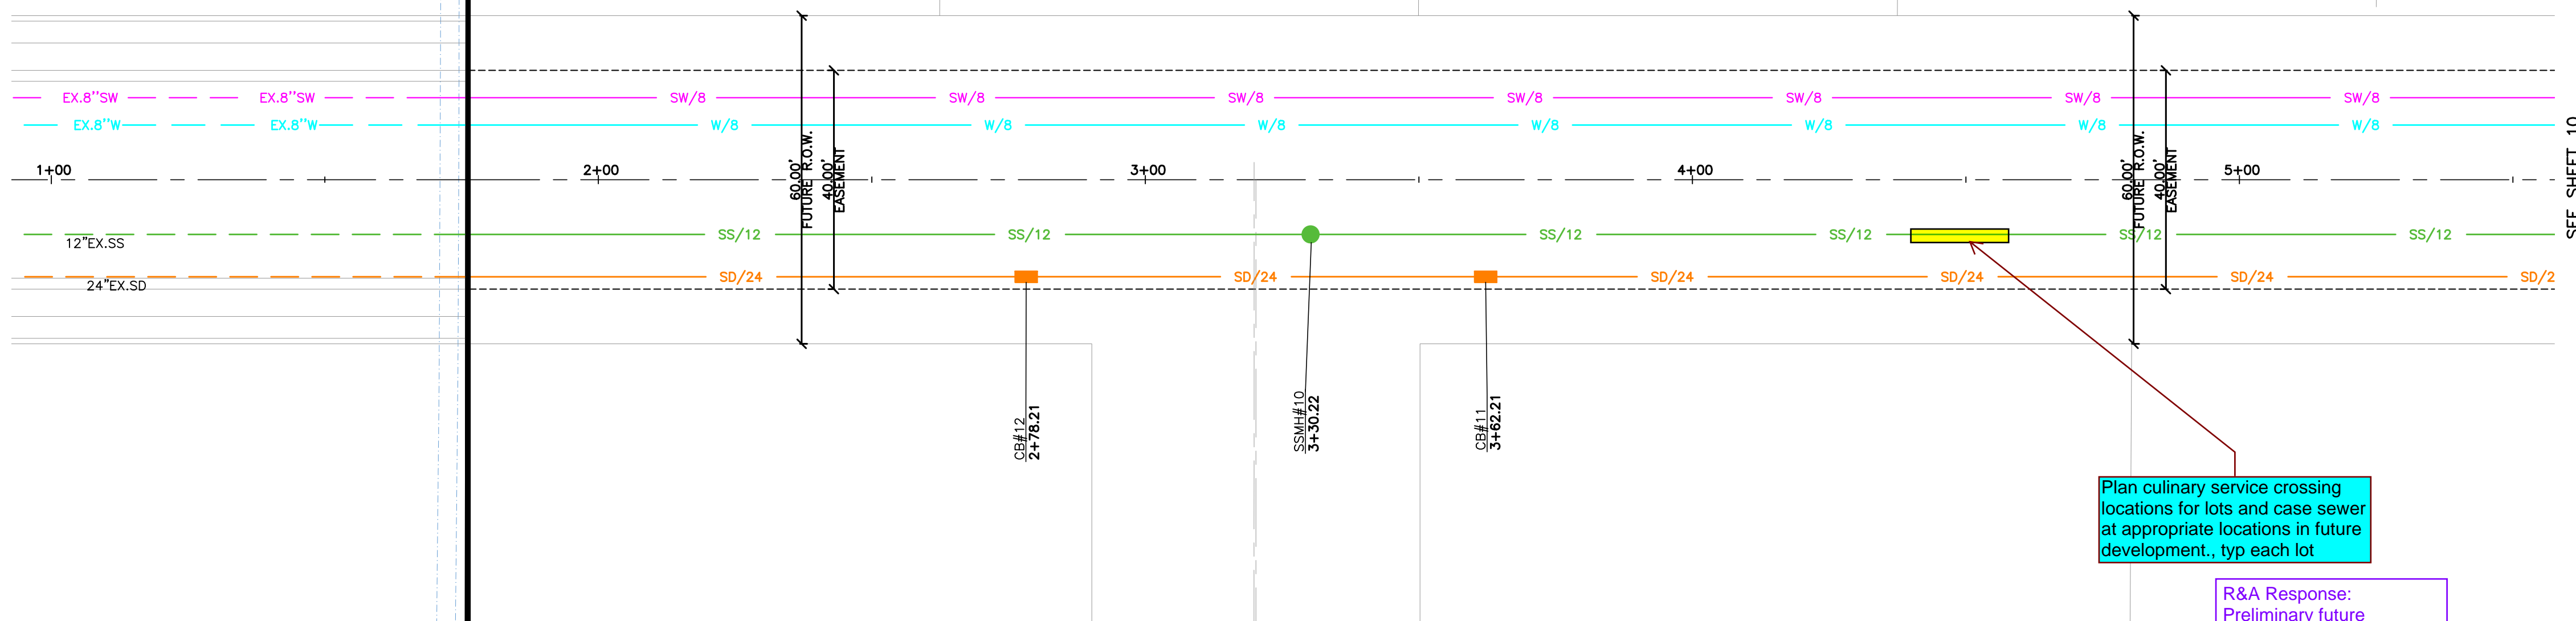 EX.8''SW EX.8''SW SW/8 SW/8 SW/8 SW/8 SW/8 SW/8 SW/8
EX.8''W EX.8''W W/8 W/8 W/8 W/8 W/8 W/8 W/8
1+00 2+00 3+00 4+00 5+00
60.00'
FUTURE R.O.W.
40.00'
EASEMENT
60.00'
FUTURE R.O.W.
40.00'
EASEMENT
SEE SHEET 10
SS/12 SS/12 SS/12 SS/12 SS/12 SS/12
12"EX.SS
SD/24 SD/24 SD/24 SD/24 SD/24 SD/2
24"EX.SD
CB#12
2+78.21
SSMH#10
3+30.22
CB#11
3+62.21
Plan culinary service crossing
locations for lots and case sewer
at appropriate locations in future
development., typ each lot
R&A Response:
Preliminary future